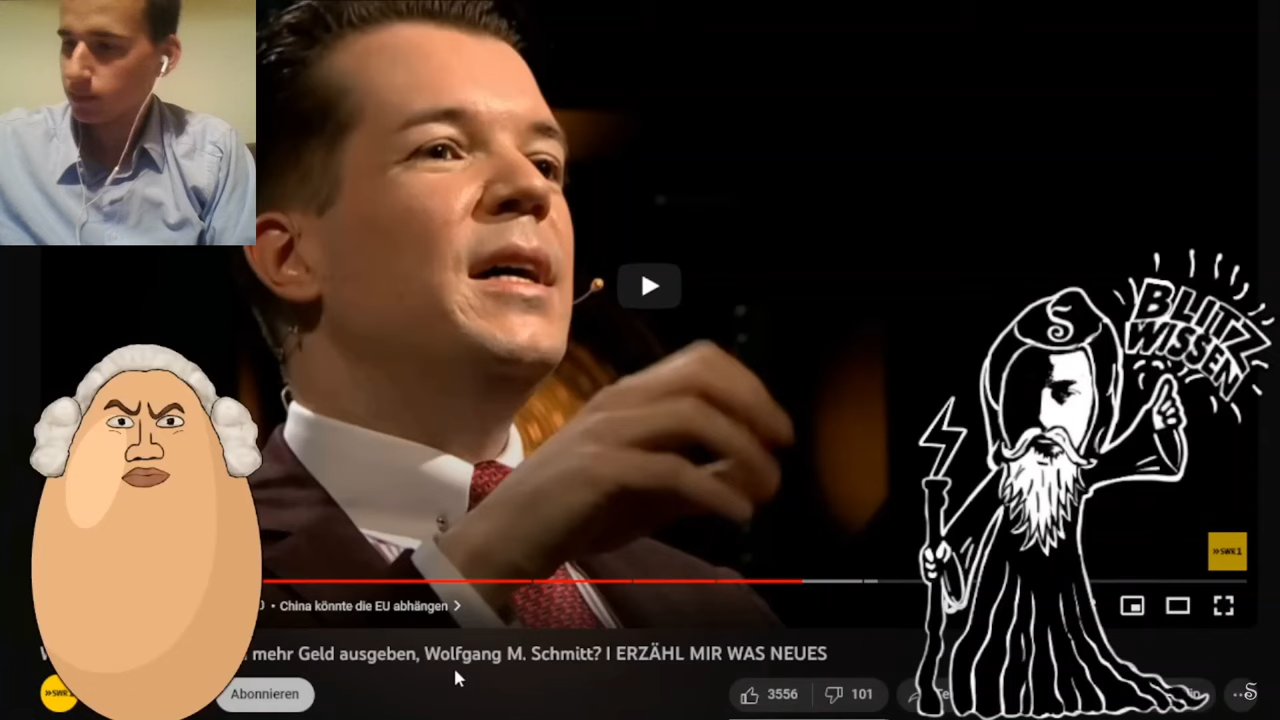 S
BLITZ
WISSEN
»SWR1
• China könnte die EU abhängen >
mehr Geld ausgeben, Wolfgang M. Schmitt? I ERZÄHL MIR WAS NEUES
»SWR1
Abonnieren
3556
101
S